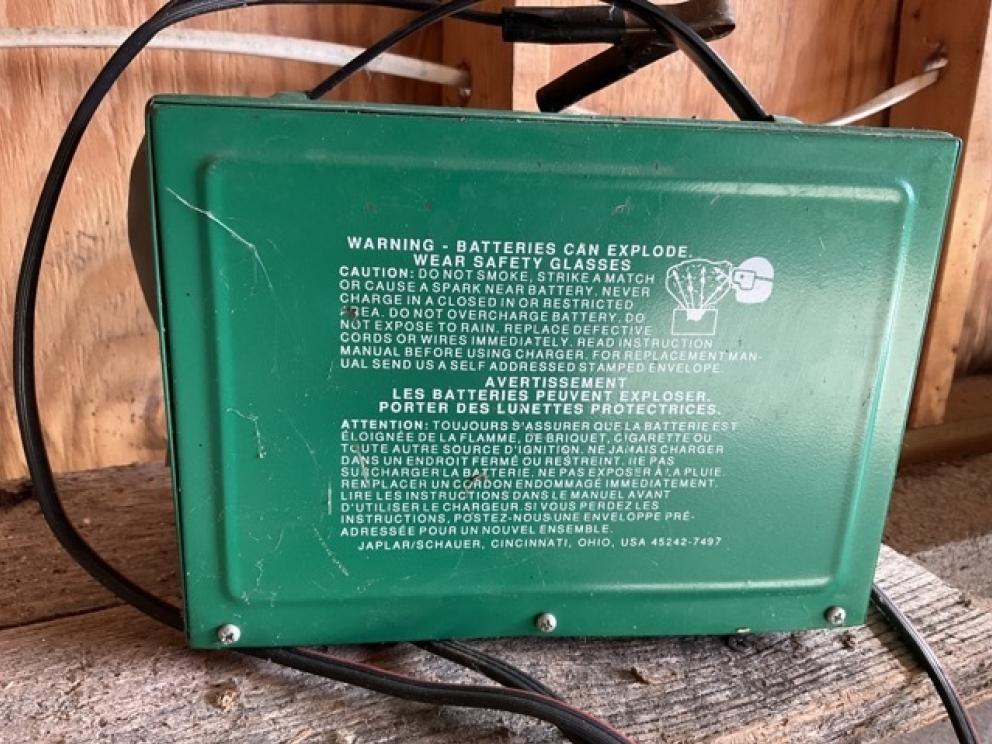 WARNING - BATTERIES CAN EXPLODE.
WEAR SAFETY GLASSES
CAUTION: DO NOT SMOKE, STRIKE A MATCH
OR CAUSE A SPARK NEAR BATTERY. NEVER
CHARGE IN A CLOSED IN OR RESTRICTED
AREA. DO NOT OVERCHARGE BATTERY. DO
NOT EXPOSE TO RAIN. REPLACE DEFECTIVE
CORDS OR WIRES IMMEDIATELY. READ INSTRUCTION
MANUAL BEFORE USING CHARGER. FOR REPLACEMENT MAN-
UAL SEND US A SELF ADDRESSED STAMPED ENVELOPE.
AVERTISSEMENT
LES BATTERIES PEUVENT EXPLOSER.
PORTER DES LUNETTES PROTECTRICES.
ATTENTION: TOUJOURS S'ASSURER QUE LA BATTERIE EST
ÉLOIGNÉE DE LA FLAMME, DE BRIQUET, CIGARETTE OU
TOUTE AUTRE SOURCE D'IGNITION. NE JAMAIS CHARGER
DANS UN ENDROIT FERMÉ OU RESTREINT. NE PAS
SURCHARGER LA BATTERIE. NE PAS EXPOSER À LA PLUIE.
REMPLACER UN CORDON ENDOMMAGÉ IMMÉDIATEMENT.
LIRE LES INSTRUCTIONS DANS LE MANUEL AVANT
D'UTILISER LE CHARGEUR. SI VOUS PERDEZ LES
INSTRUCTIONS, POSTEZ-NOUS UNE ENVELOPPE PRÉ-
ADRESSÉE POUR UN NOUVEL ENSEMBLE.
JAPLAR/SCHAUER, CINCINNATI, OHIO, USA 45242-7497